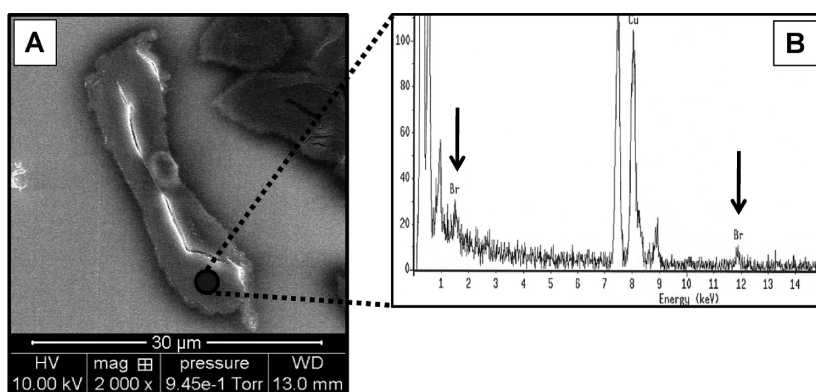 A
30 µm
HV mag pressure WD
10.00 kV 2 000 x 9.45e-1 Torr 13.0 mm
B
Cu
100
80
60
40
20
0
Br
Br
1 2 3 4 5 6 7 8 9 10 11 12 13 14
Energy (keV)